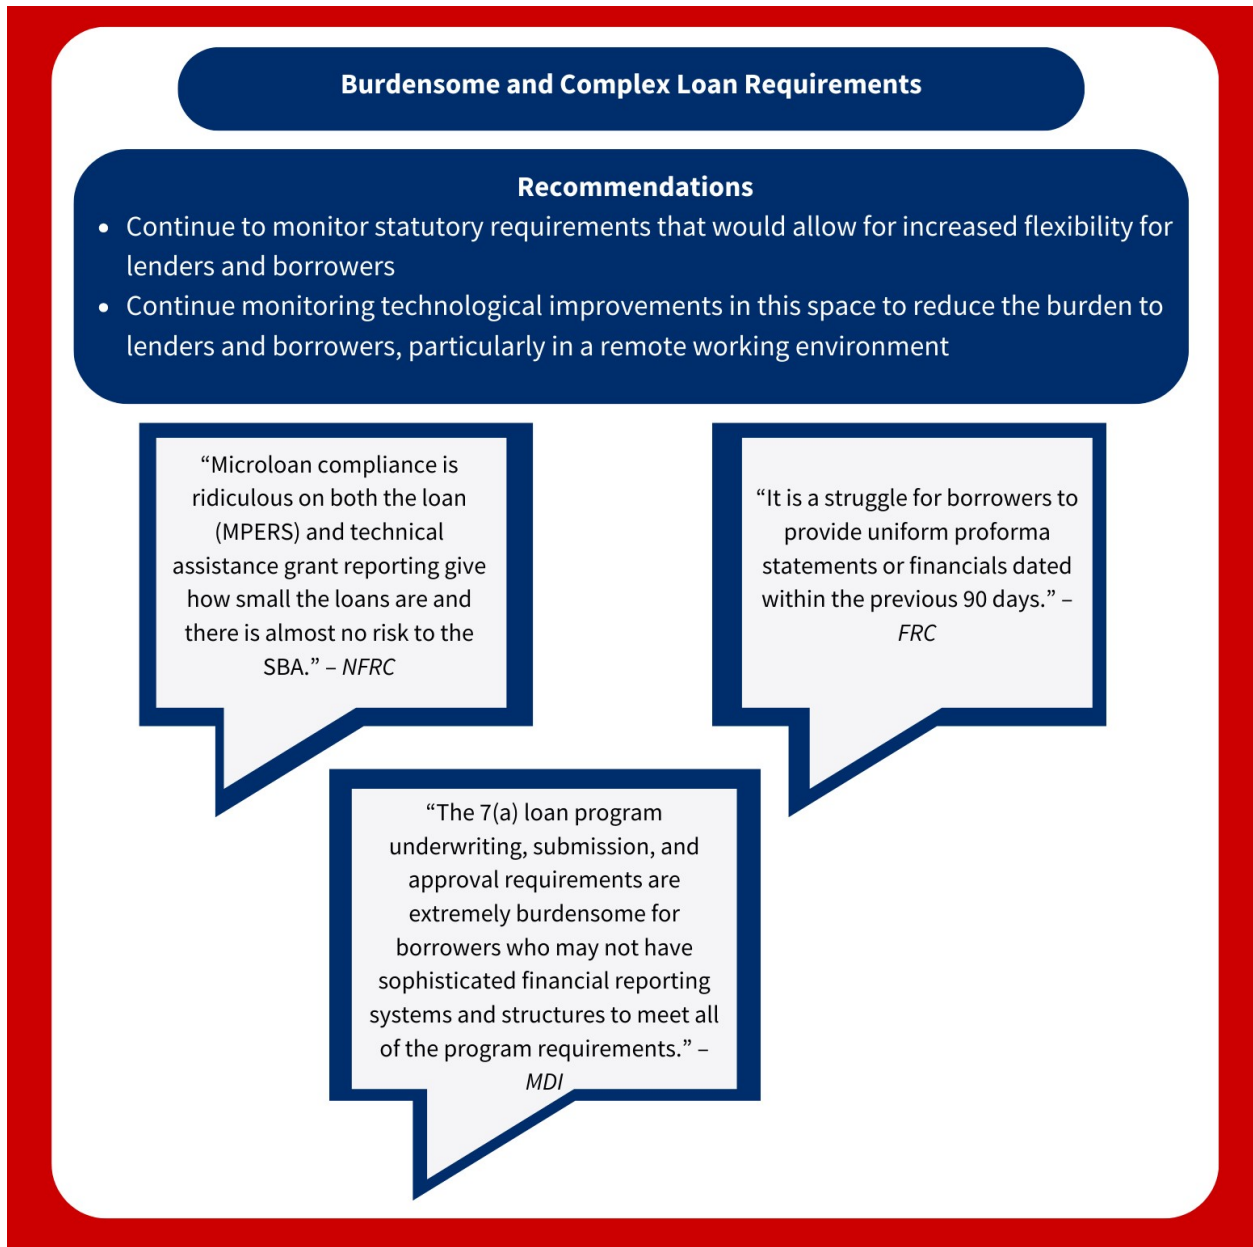 Burdensome and Complex Loan Requirements
Recommendations
• Continue to monitor statutory requirements that would allow for increased flexibility for
lenders and borrowers
• Continue monitoring technological improvements in this space to reduce the burden to
lenders and borrowers, particularly in a remote working environment
“Microloan compliance is
ridiculous on both the loan
(MPERS) and technical
assistance grant reporting give
how small the loans are and
there is almost no risk to the
SBA.” – NFRC
“It is a struggle for borrowers to
provide uniform proforma
statements or financials dated
within the previous 90 days.” –
FRC
“The 7(a) loan program
underwriting, submission, and
approval requirements are
extremely burdensome for
borrowers who may not have
sophisticated financial reporting
systems and structures to meet all
of the program requirements.” –
MDI